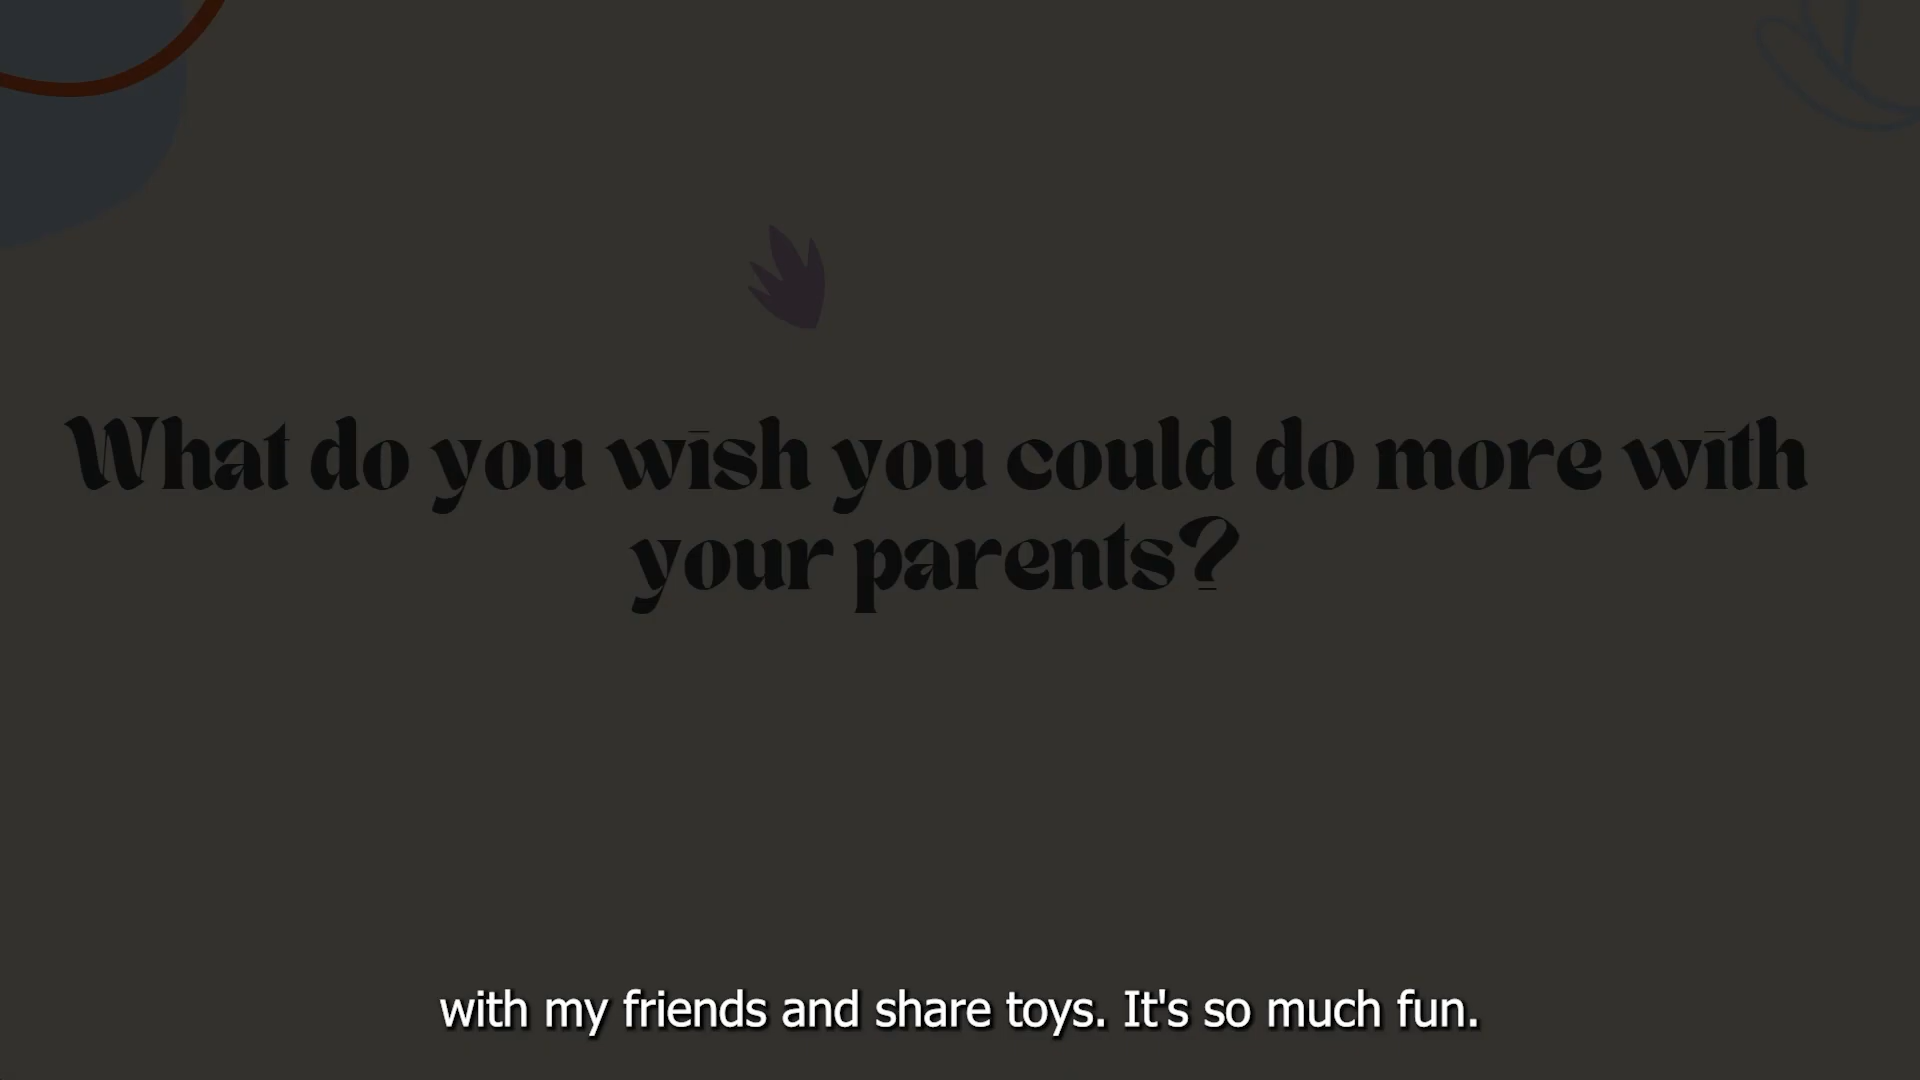 What do you wish you could do more with
your parents?
with my friends and share toys. It's so much fun.